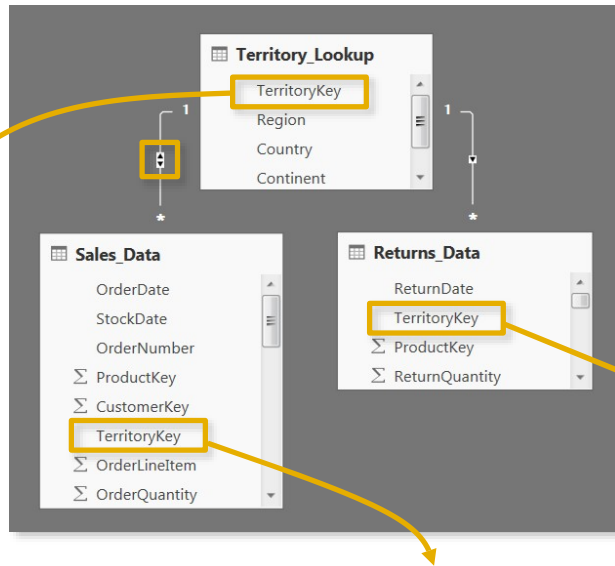 Territory_Lookup
TerritoryKey
Region
Country
Continent
1
1
*
*
Sales_Data
OrderDate
StockDate
OrderNumber
∑ ProductKey
∑ CustomerKey
TerritoryKey
∑ OrderLineItem
∑ OrderQuantity
Returns_Data
ReturnDate
TerritoryKey
∑ ProductKey
∑ ReturnQuantity